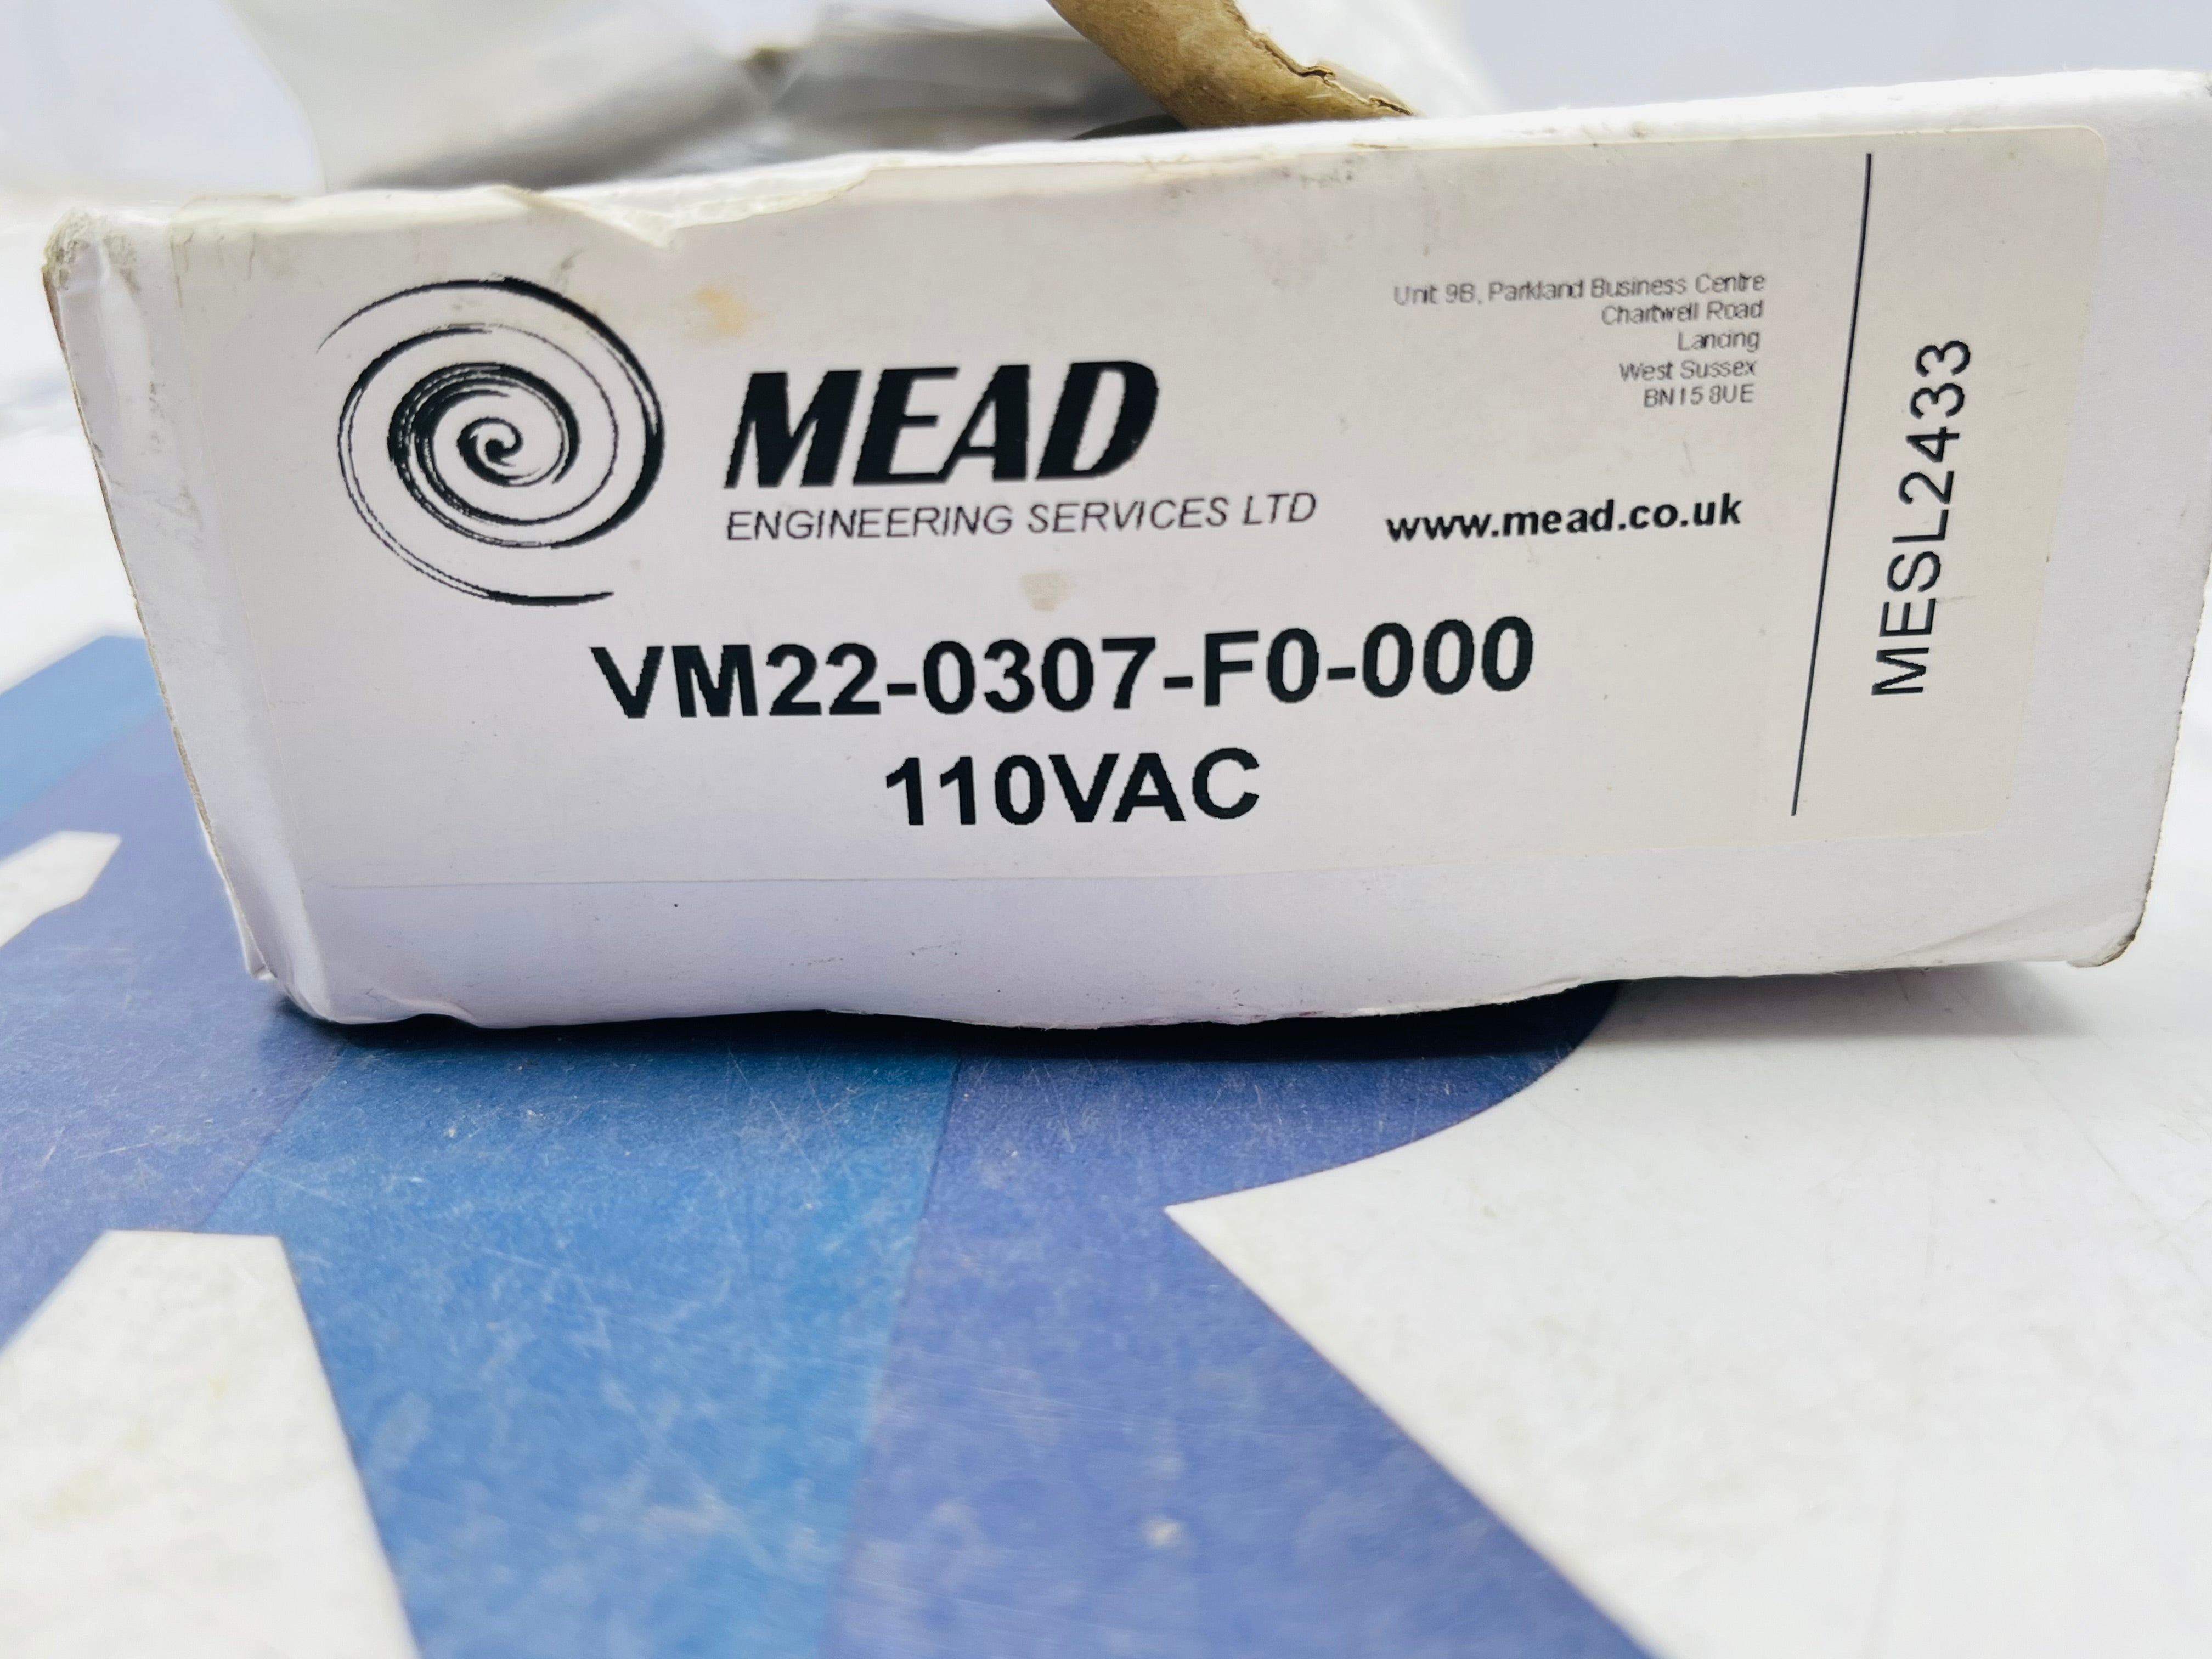 MEAD
ENGINEERING SERVICES LTD
Unit 9B, Parkland Business Centre
Chartwell Road
Lancing
West Sussex
BN15 8UE
www.mead.co.uk
VM22-0307-F0-000
110VAC
MESL2433